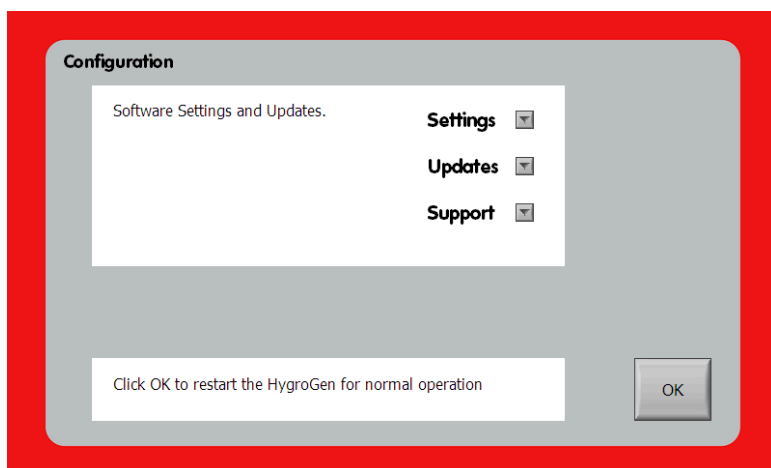 Configuration
Software Settings and Updates.
Settings
Updates
Support
Click OK to restart the HygroGen for normal operation
OK